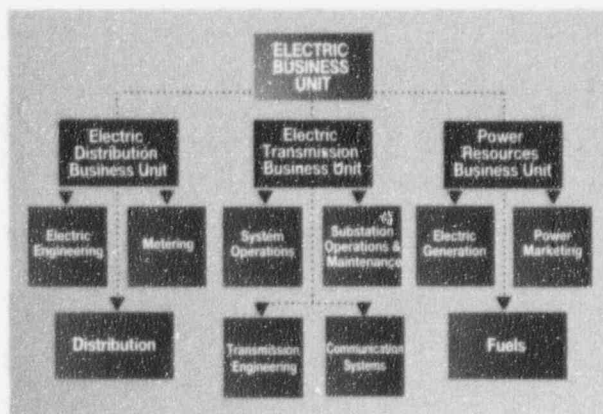 ELECTRIC
BUSINESS
UNIT
Electric
Distribution
Business Unit
Electric
Transmission
Business Unit
Power
Resources
Business Unit
Electric
Engineering
Metering
System
Operations
Substation
Operations &
Maintenance
Electric
Generation
Power
Marketing
Distribution
Transmission
Engineering
Communication
Systems
Fuels